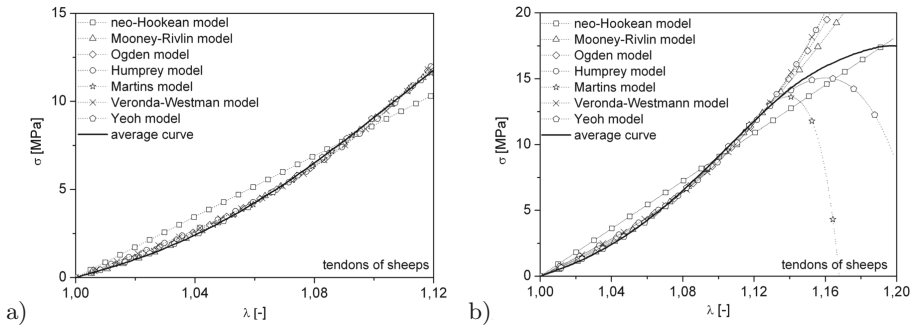 a)
15
10
5
0
σ [MPa]
neo-Hookean model
Mooney-Rivlin model
Ogden model
Humprey model
Martins model
Veronda-Westman model
Yeoh model
average curve
tendons of sheeps
1,00
1,04
1,08
1,12
λ [-]
b)
20
15
10
5
0
σ [MPa]
neo-Hookean model
Mooney-Rivlin model
Ogden model
Humprey model
Martins model
Veronda-Westmann model
Yeoh model
average curve
tendons of sheeps
1,00
1,04
1,08
1,12
1,16
1,20
λ [-]